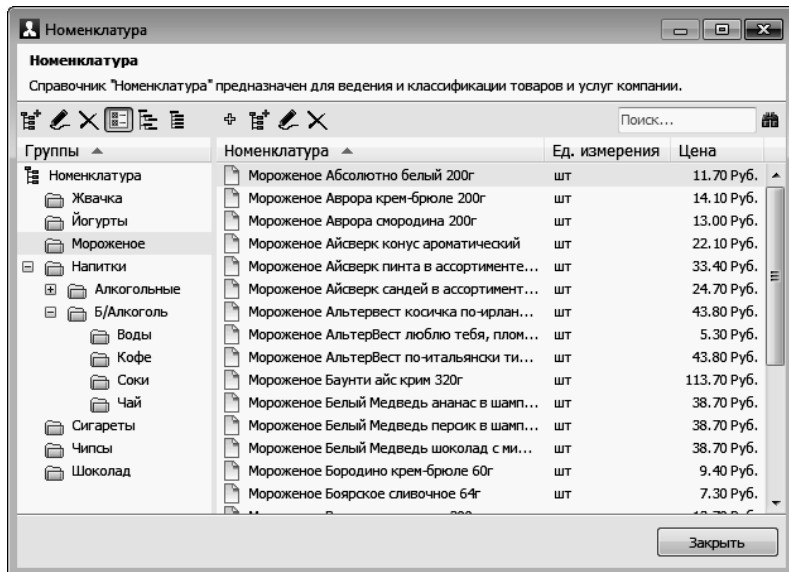 Номенклатура
Номенклатура
Справочник "Номенклатура" предназначен для ведения и классификации товаров и услуг компании.
Поиск...
Группы
Номенклатура
Жвачка
Йогурты
Мороженое
Напитки
Алкогольные
Б/Алкоголь
Воды
Кофе
Соки
Чай
Сигареты
Чипсы
Шоколад
Номенклатура Ед. измерения Цена
Мороженое Абсолютно белый 200г шт 11.70 Руб.
Мороженое Аврора крем-брюле 200г шт 14.10 Руб.
Мороженое Аврора смородина 200г шт 13.00 Руб.
Мороженое Айсверк конус ароматический шт 22.10 Руб.
Мороженое Айсверк пинта в ассортименте... шт 33.40 Руб.
Мороженое Айсверк сандей в ассортимент... шт 24.70 Руб.
Мороженое Альтервест косичка по-ирлан... шт 43.80 Руб.
Мороженое АльтерВест люблю тебя, плом... шт 5.30 Руб.
Мороженое АльтерВест по-итальянски ти... шт 43.80 Руб.
Мороженое Баунти айс крим 320г шт 113.70 Руб.
Мороженое Белый Медведь ананас в шамп... шт 38.70 Руб.
Мороженое Белый Медведь персик в шамп... шт 38.70 Руб.
Мороженое Белый Медведь шоколад с ми... шт 38.70 Руб.
Мороженое Бородино крем-брюле 60г шт 9.40 Руб.
Мороженое Боярское сливочное 64г шт 7.30 Руб.
Закрыть